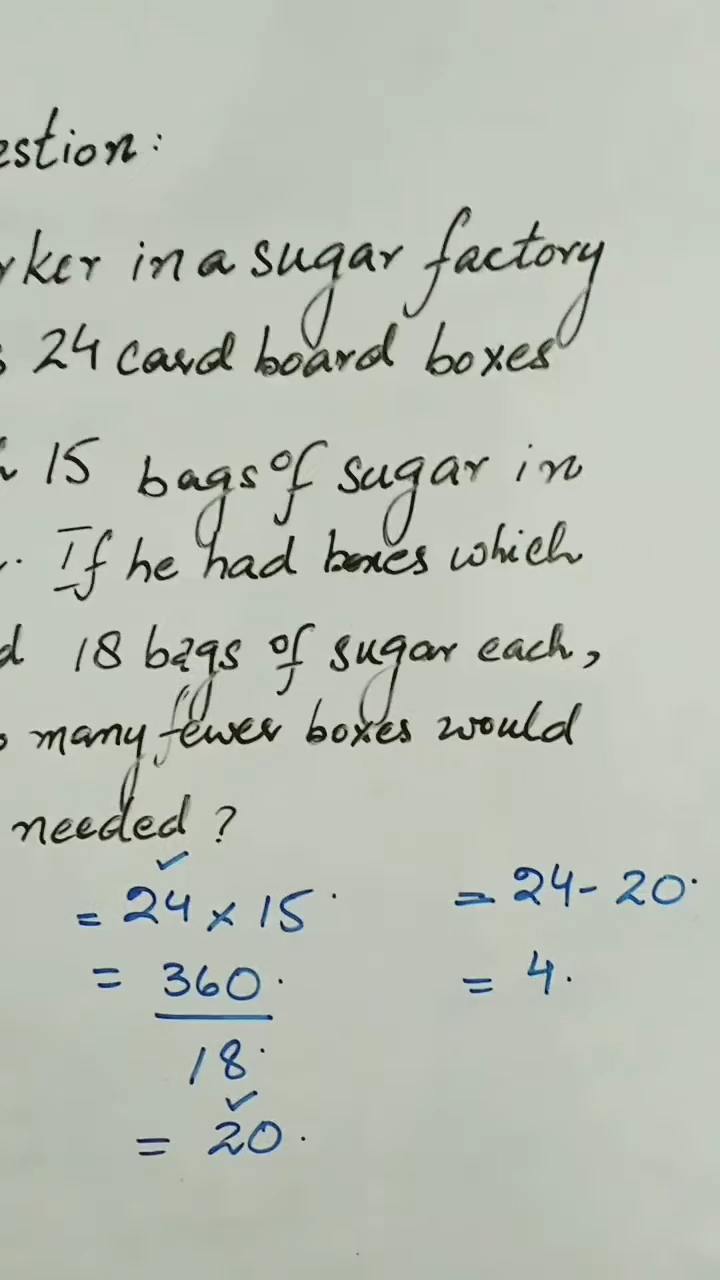 estion:
rker in a sugar factory
s 24 card board boxes
h 15 bags of sugar in
. If he had boxes which
d 18 bags of sugar each,
many fewer boxes would
needed ?
= 24 × 15.
= 360.
18.
= 20.
= 24 - 20.
= 4.